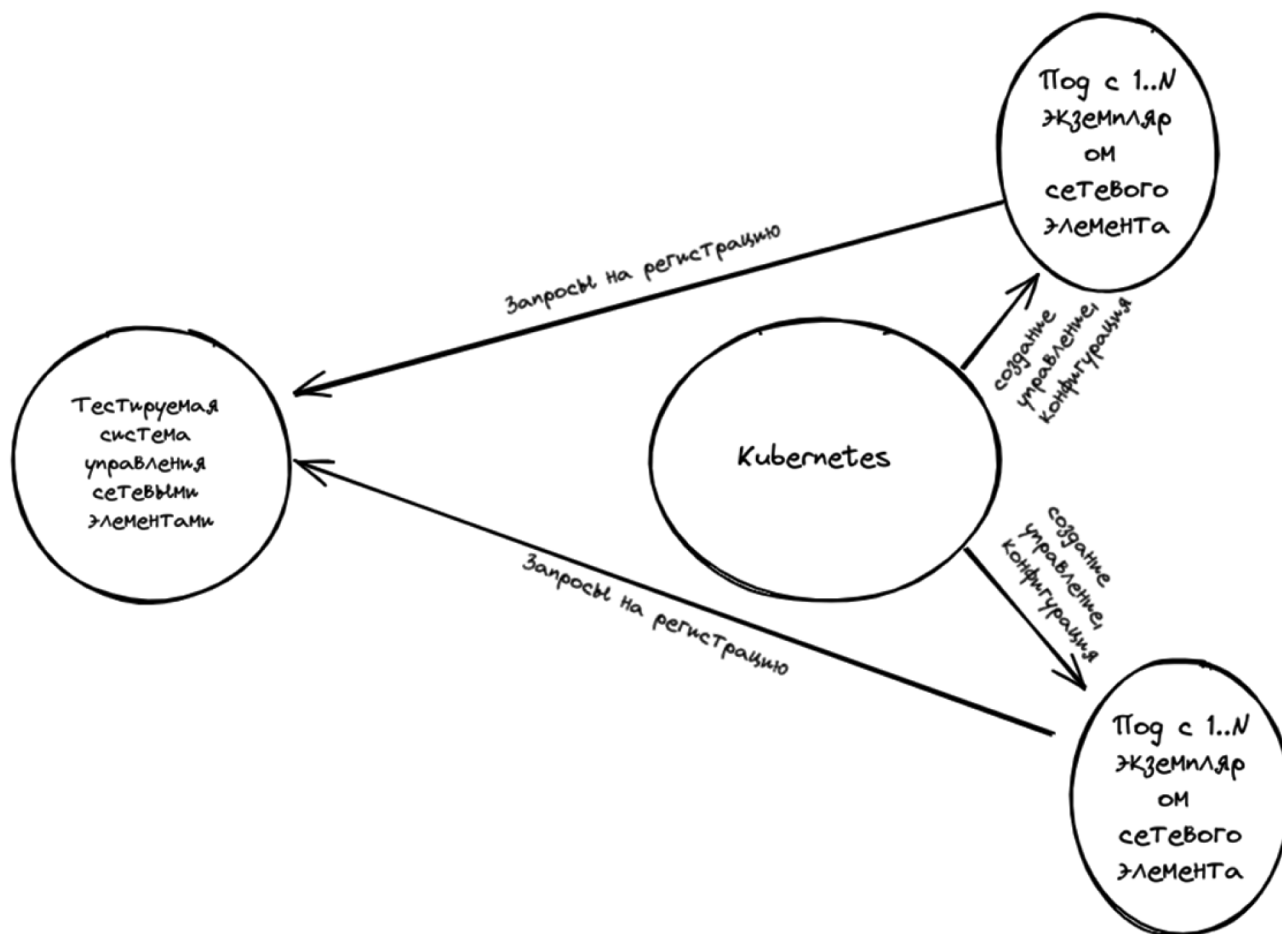 Под с 1..N
экземпляр
ом
сетевого
элемента
Запросы на регистрацию
создание
управление,
конфигурация
Тестируемая
система
управления
сетевыми
элементами
Kubernetes
создание
управление,
конфигурация
Запросы на регистрацию
Под с 1..N
экземпляр
ом
сетевого
элемента